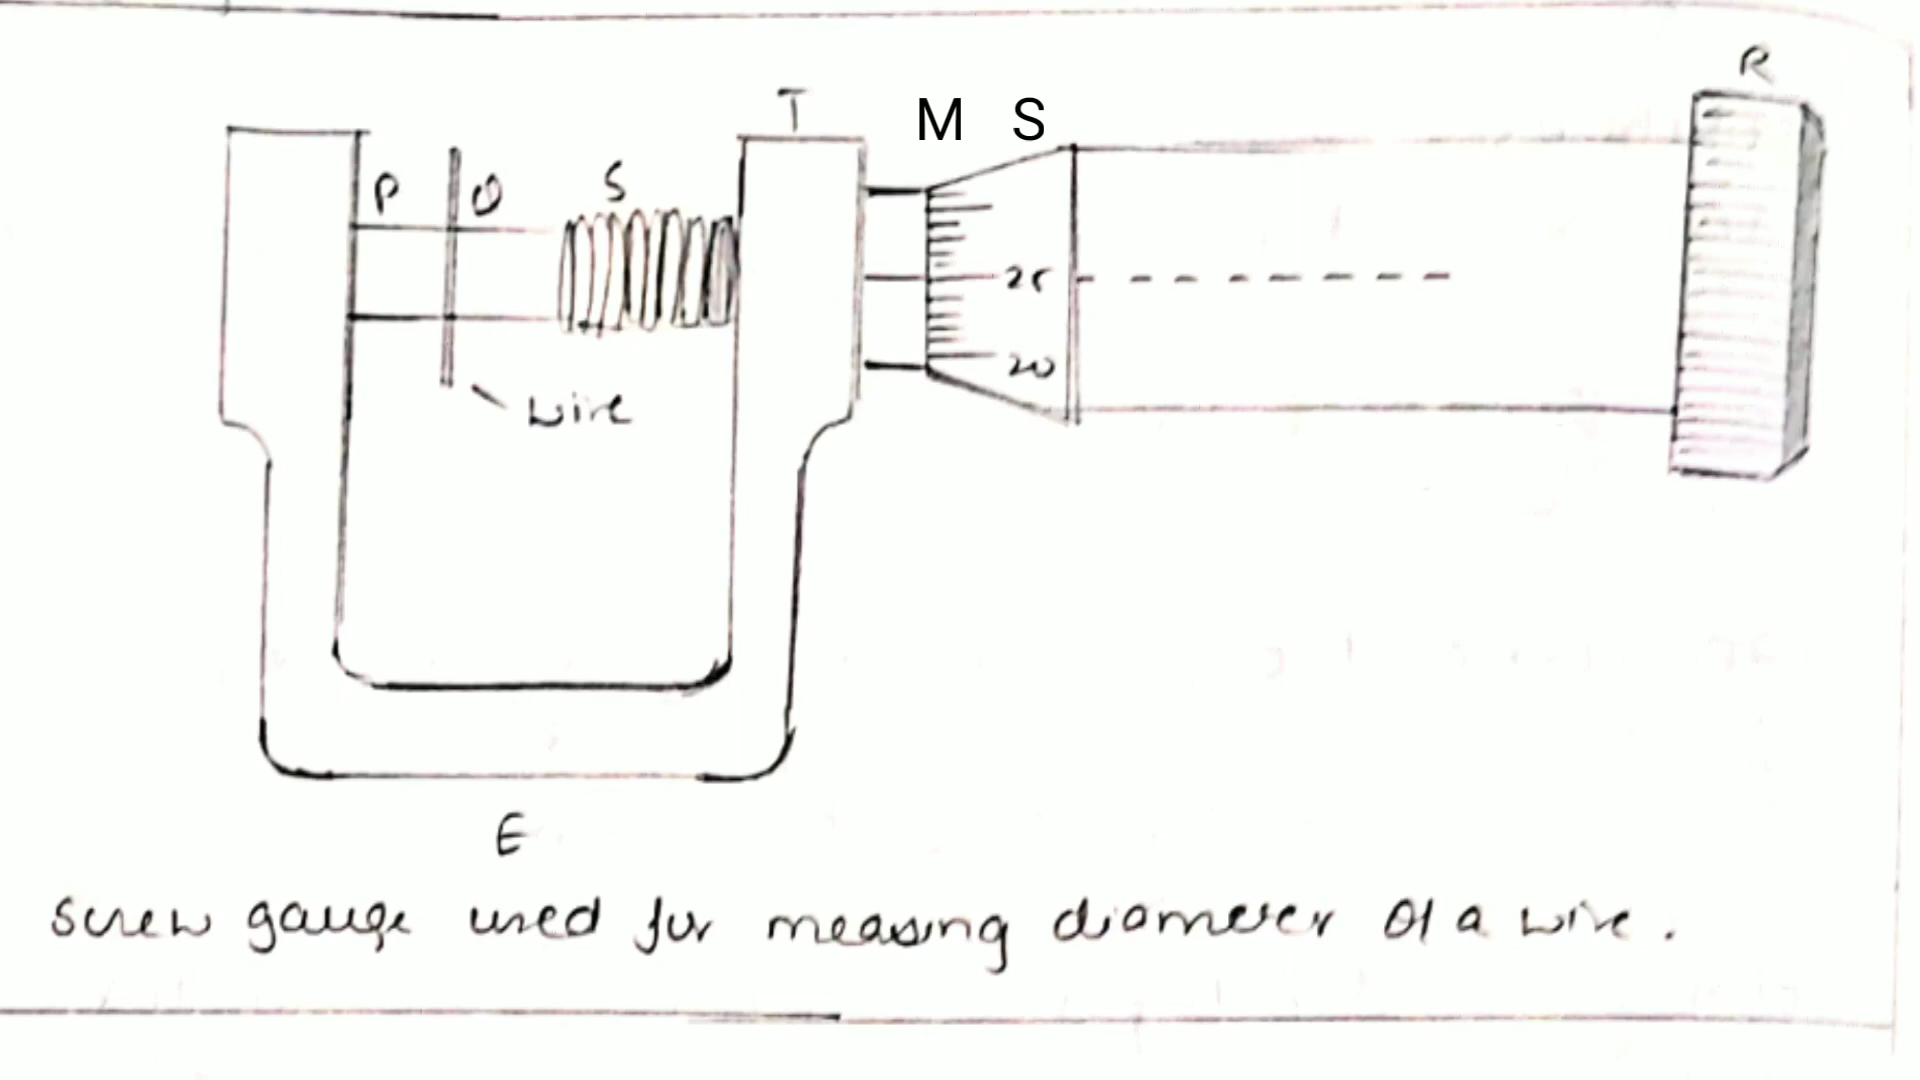 R
T
M S
P Q S
25
20
wire
E
Screw gauge used for measing diameter of a wire.